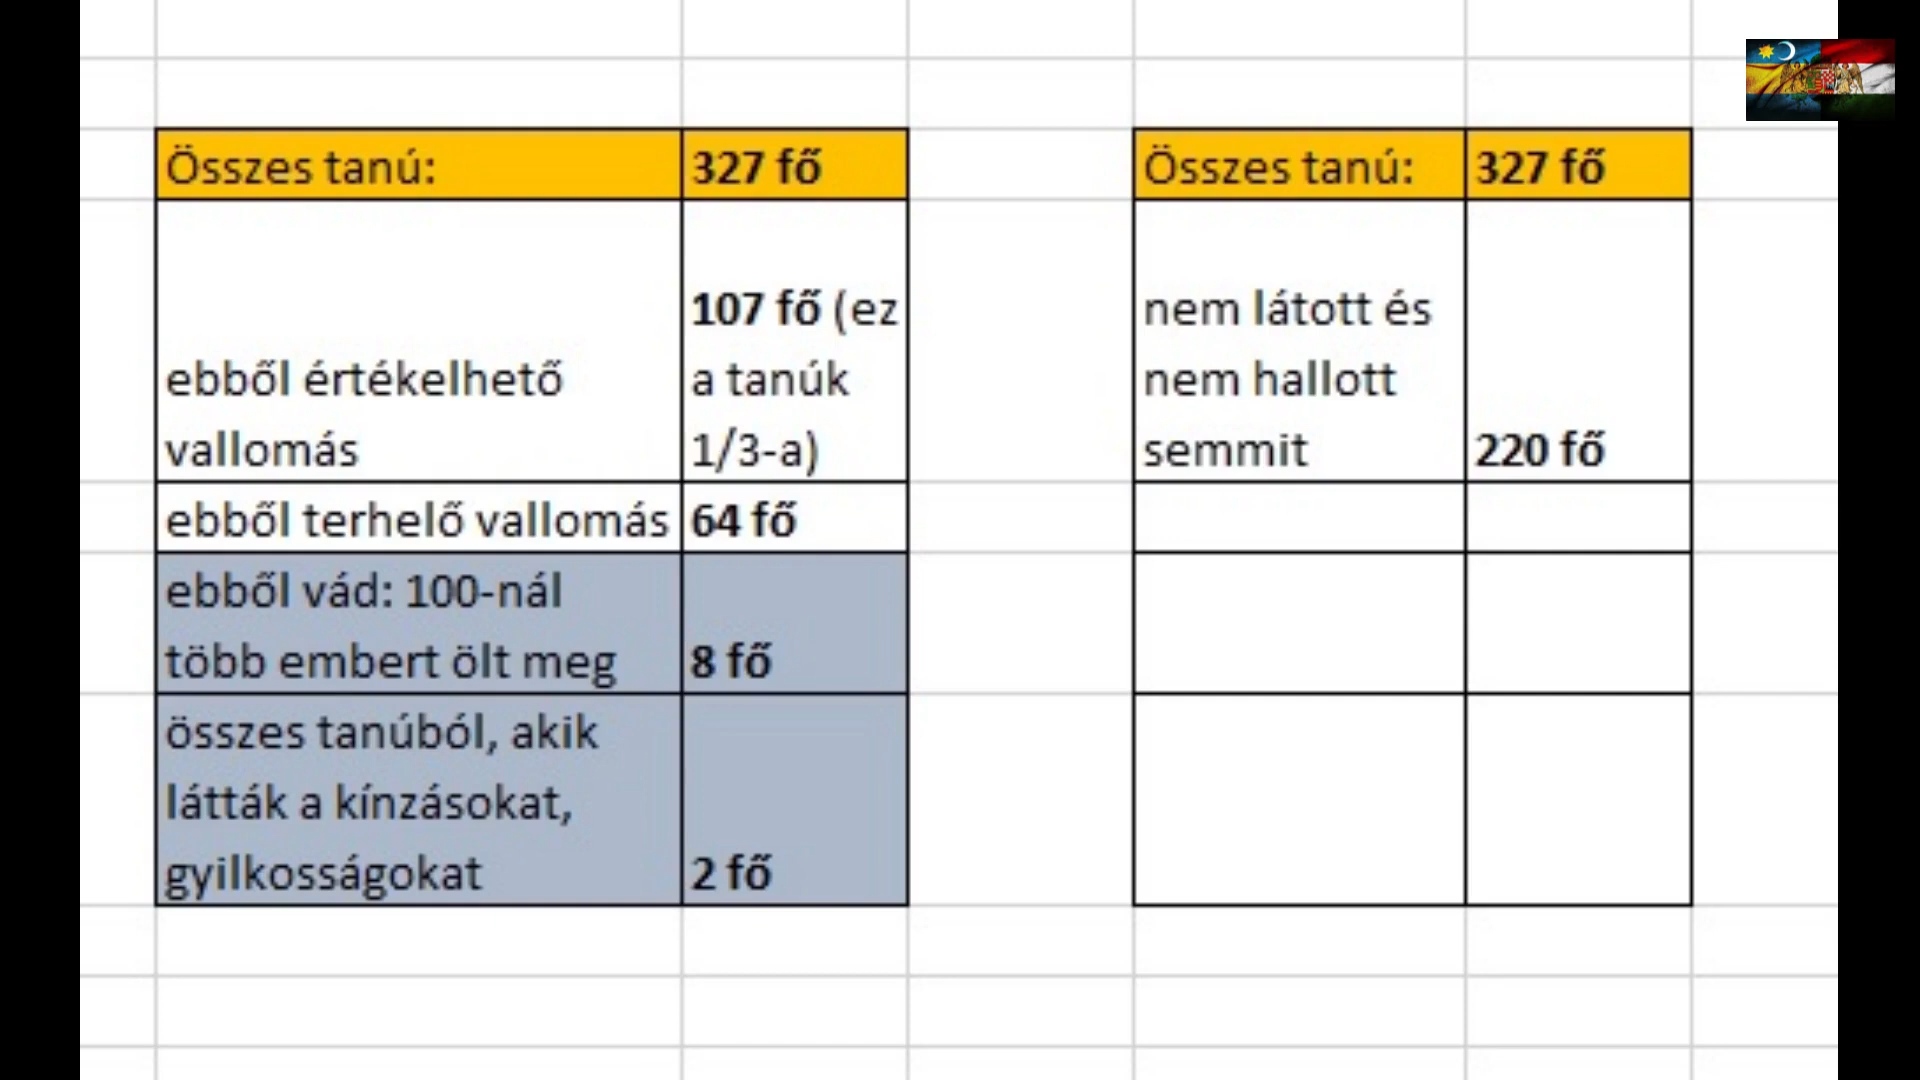 Összes tanú: 327 fő
ebből értékelhető
vallomás
107 fő (ez
a tanúk
1/3-a)
ebből terhelő vallomás 64 fő
ebből vád: 100-nál
több embert ölt meg 8 fő
összes tanúból, akik
látták a kínzásokat,
gyilkosságokat 2 fő
Összes tanú: 327 fő
nem látott és
nem hallott
semmit 220 fő